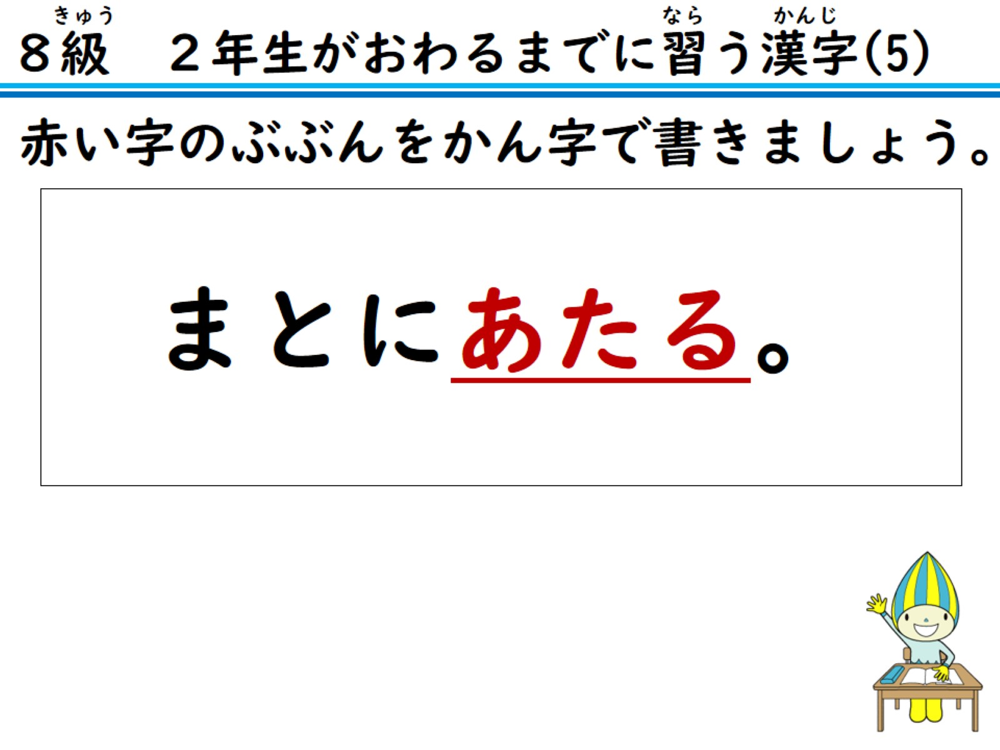 きゅう なら かんじ
８級　２年生がおわるまでに習う漢字(5)
赤い字のぶぶんをかん字で書きましょう。
まとにあたる。